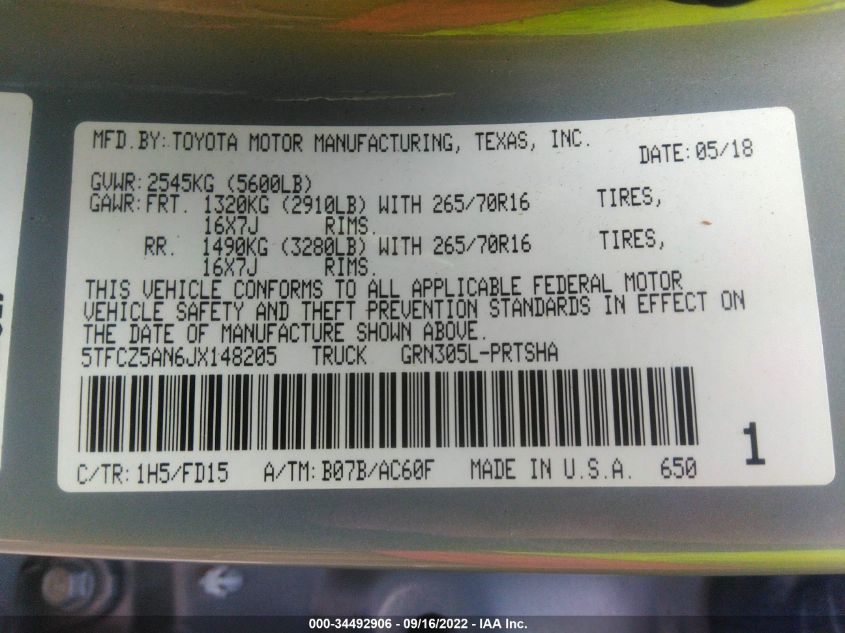 MFD.BY: TOYOTA MOTOR MANUFACTURING, TEXAS, INC. DATE: 05/18
GVWR: 2545KG (5600LB)
GAWR: FRT. 1320KG (2910LB) WITH 265/70R16 TIRES,
16X7J RIMS.
RR. 1490KG (3280LB) WITH 265/70R16 TIRES,
16X7J RIMS.
THIS VEHICLE CONFORMS TO ALL APPLICABLE FEDERAL MOTOR
VEHICLE SAFETY AND THEFT PREVENTION STANDARDS IN EFFECT ON
THE DATE OF MANUFACTURE SHOWN ABOVE.
5TFCZ5AN6JX148205 TRUCK GRN305L-PRTSHA
1
C/TR: 1H5/FD15 A/TM: B07B/AC60F MADE IN U.S.A. 650
000-34492906 - 09/16/2022 - IAA Inc.